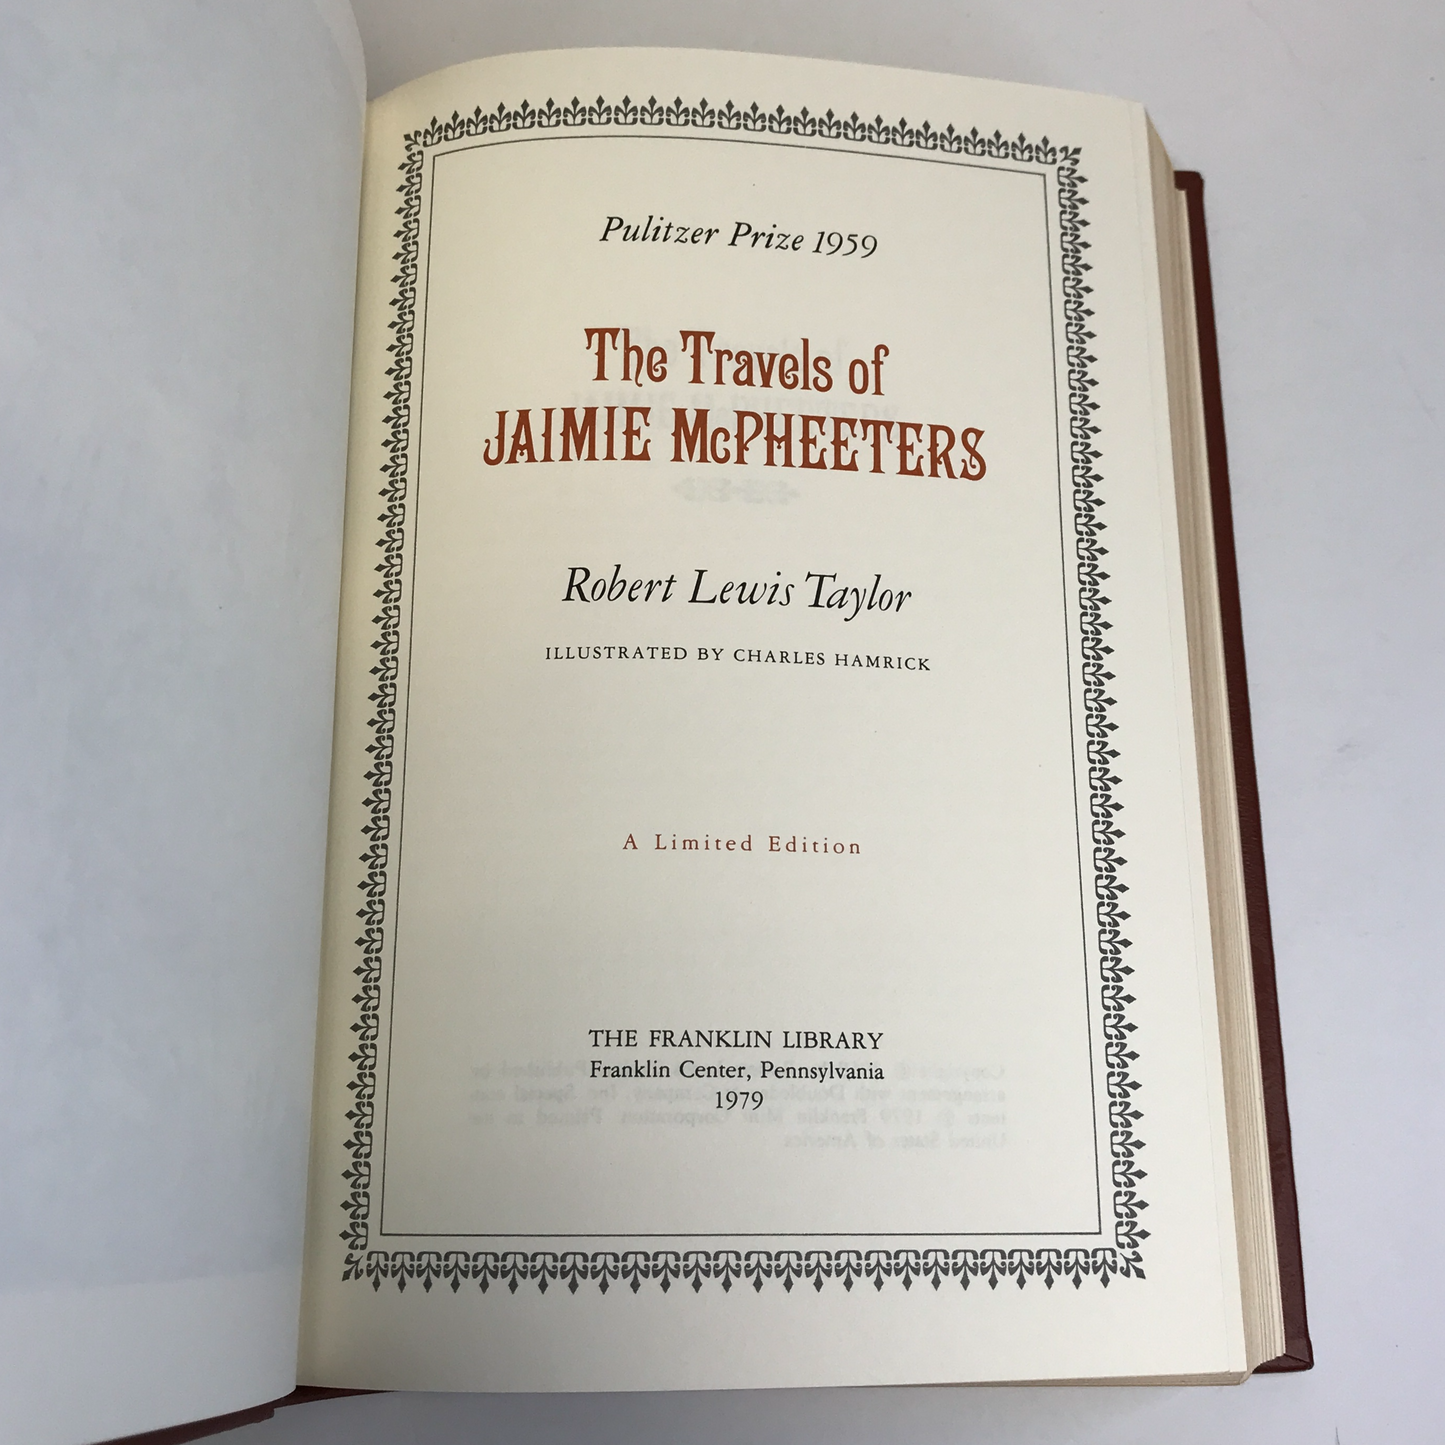 Pulitzer Prize 1959
The Travels of
JAIMIE McPHEETERS
Robert Lewis Taylor
ILLUSTRATED BY CHARLES HAMRICK
A Limited Edition
THE FRANKLIN LIBRARY
Franklin Center, Pennsylvania
1979